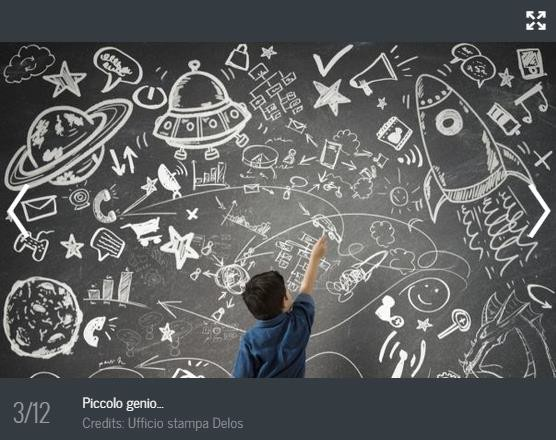 3/12
Piccolo genio...
Credits: Ufficio stampa Delos